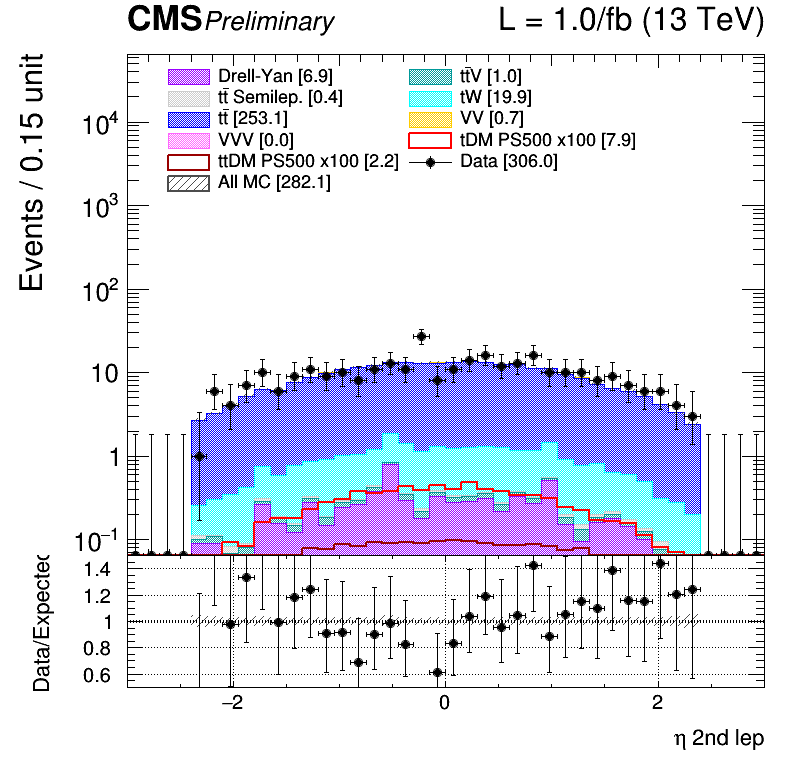 CMS Preliminary L = 1.0/fb (13 TeV)
Events / 0.15 unit
Drell-Yan [6.9] tt̄V [1.0]
tt̄ Semilep. [0.4] tW [19.9]
tt̄ [253.1] VV [0.7]
VVV [0.0] tDM PS500 x100 [7.9]
ttDM PS500 x100 [2.2] Data [306.0]
All MC [282.1]
10⁴
10³
10²
10
1
10⁻¹
Data/Expected
1.4
1.2
1
0.8
0.6
−2 0 2
η 2nd lep